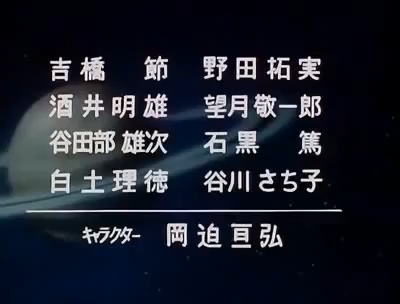 吉橋節 野田拓実
酒井明雄 望月敬一郎
谷田部雄次 石黒篤
白土理徳 谷川さち子
キャラクター 岡迫亘弘